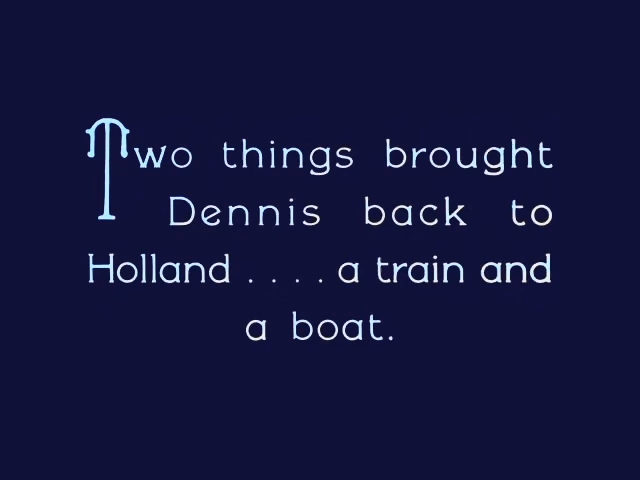 Two things brought
Dennis back to
Holland . . . . a train and
a boat.